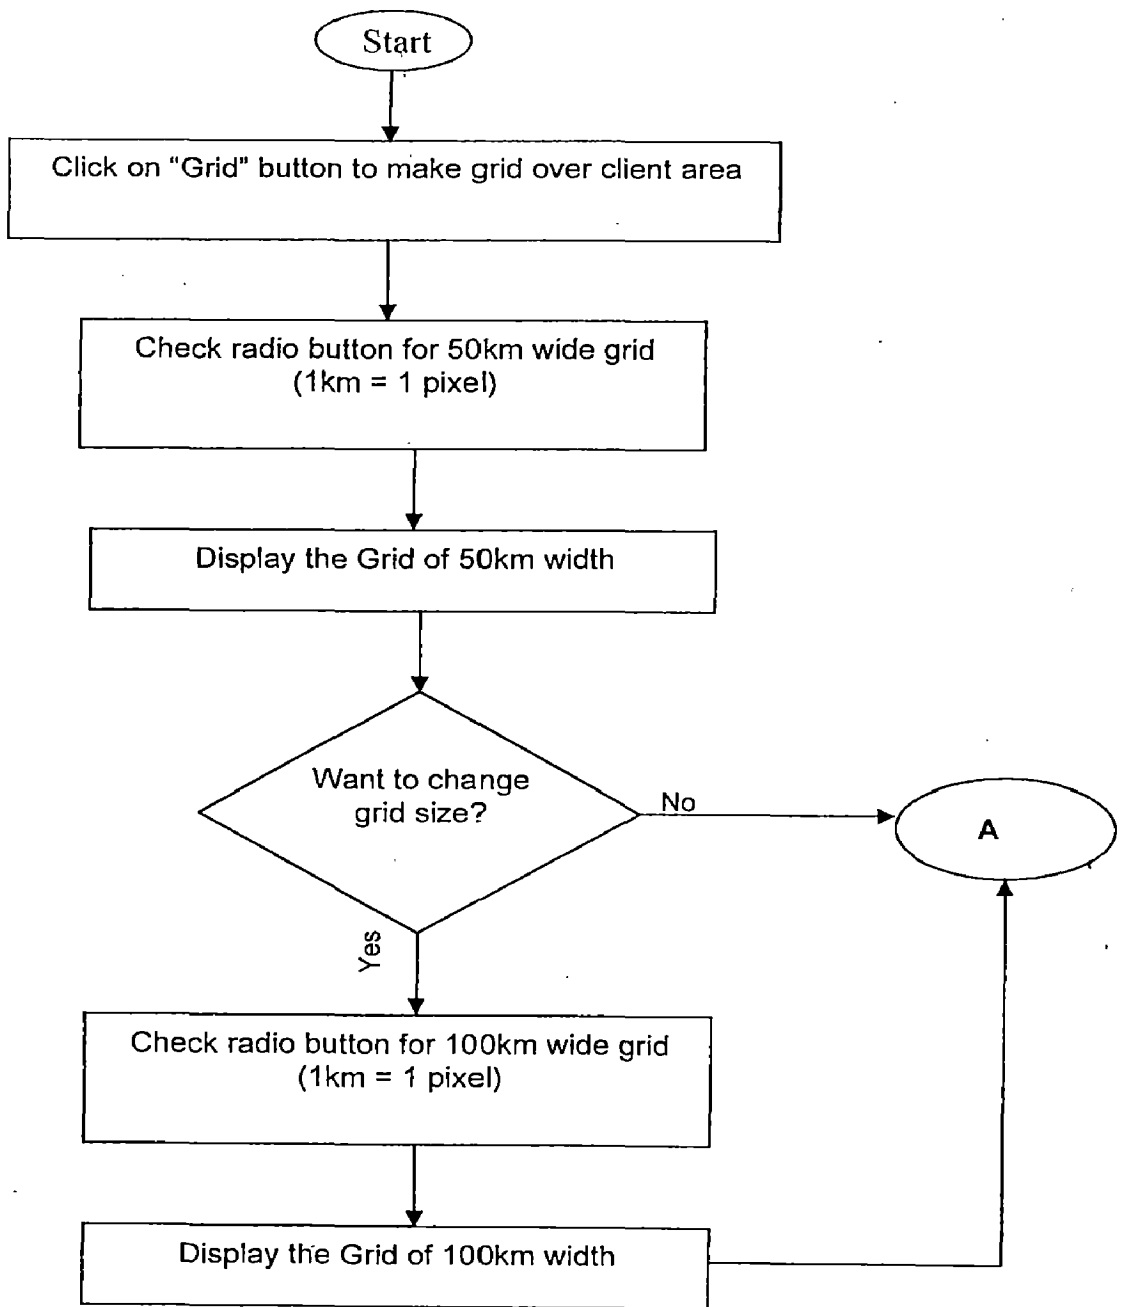 Start
Click on "Grid" button to make grid over client area
Check radio button for 50km wide grid
(1km = 1 pixel)
Display the Grid of 50km width
Want to change
grid size?
No
A
Yes
Check radio button for 100km wide grid
(1km = 1 pixel)
Display the Grid of 100km width